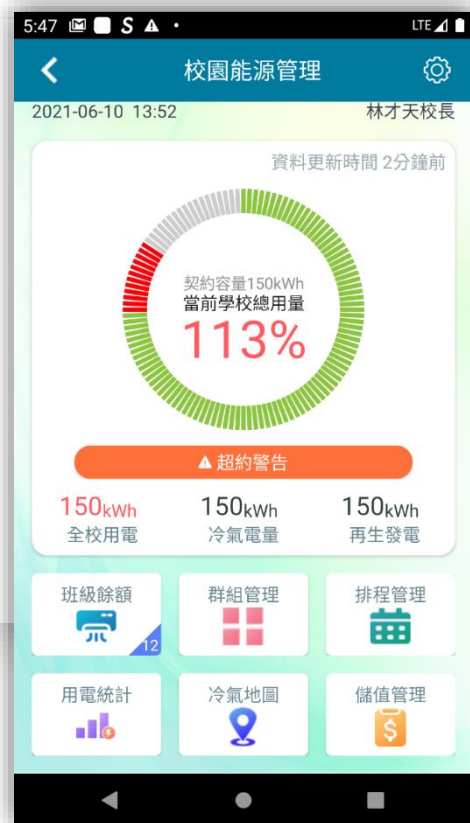 5:47 S LTE
校園能源管理
2021-06-10 13:52 林才天校長
資料更新時間 2分鐘前
契約容量150kWh
當前學校總用量
113%
超約警告
150kWh 150kWh 150kWh
全校用電 冷氣電量 再生發電
班級餘額 群組管理 排程管理
12
用電統計 冷氣地圖 儲值管理